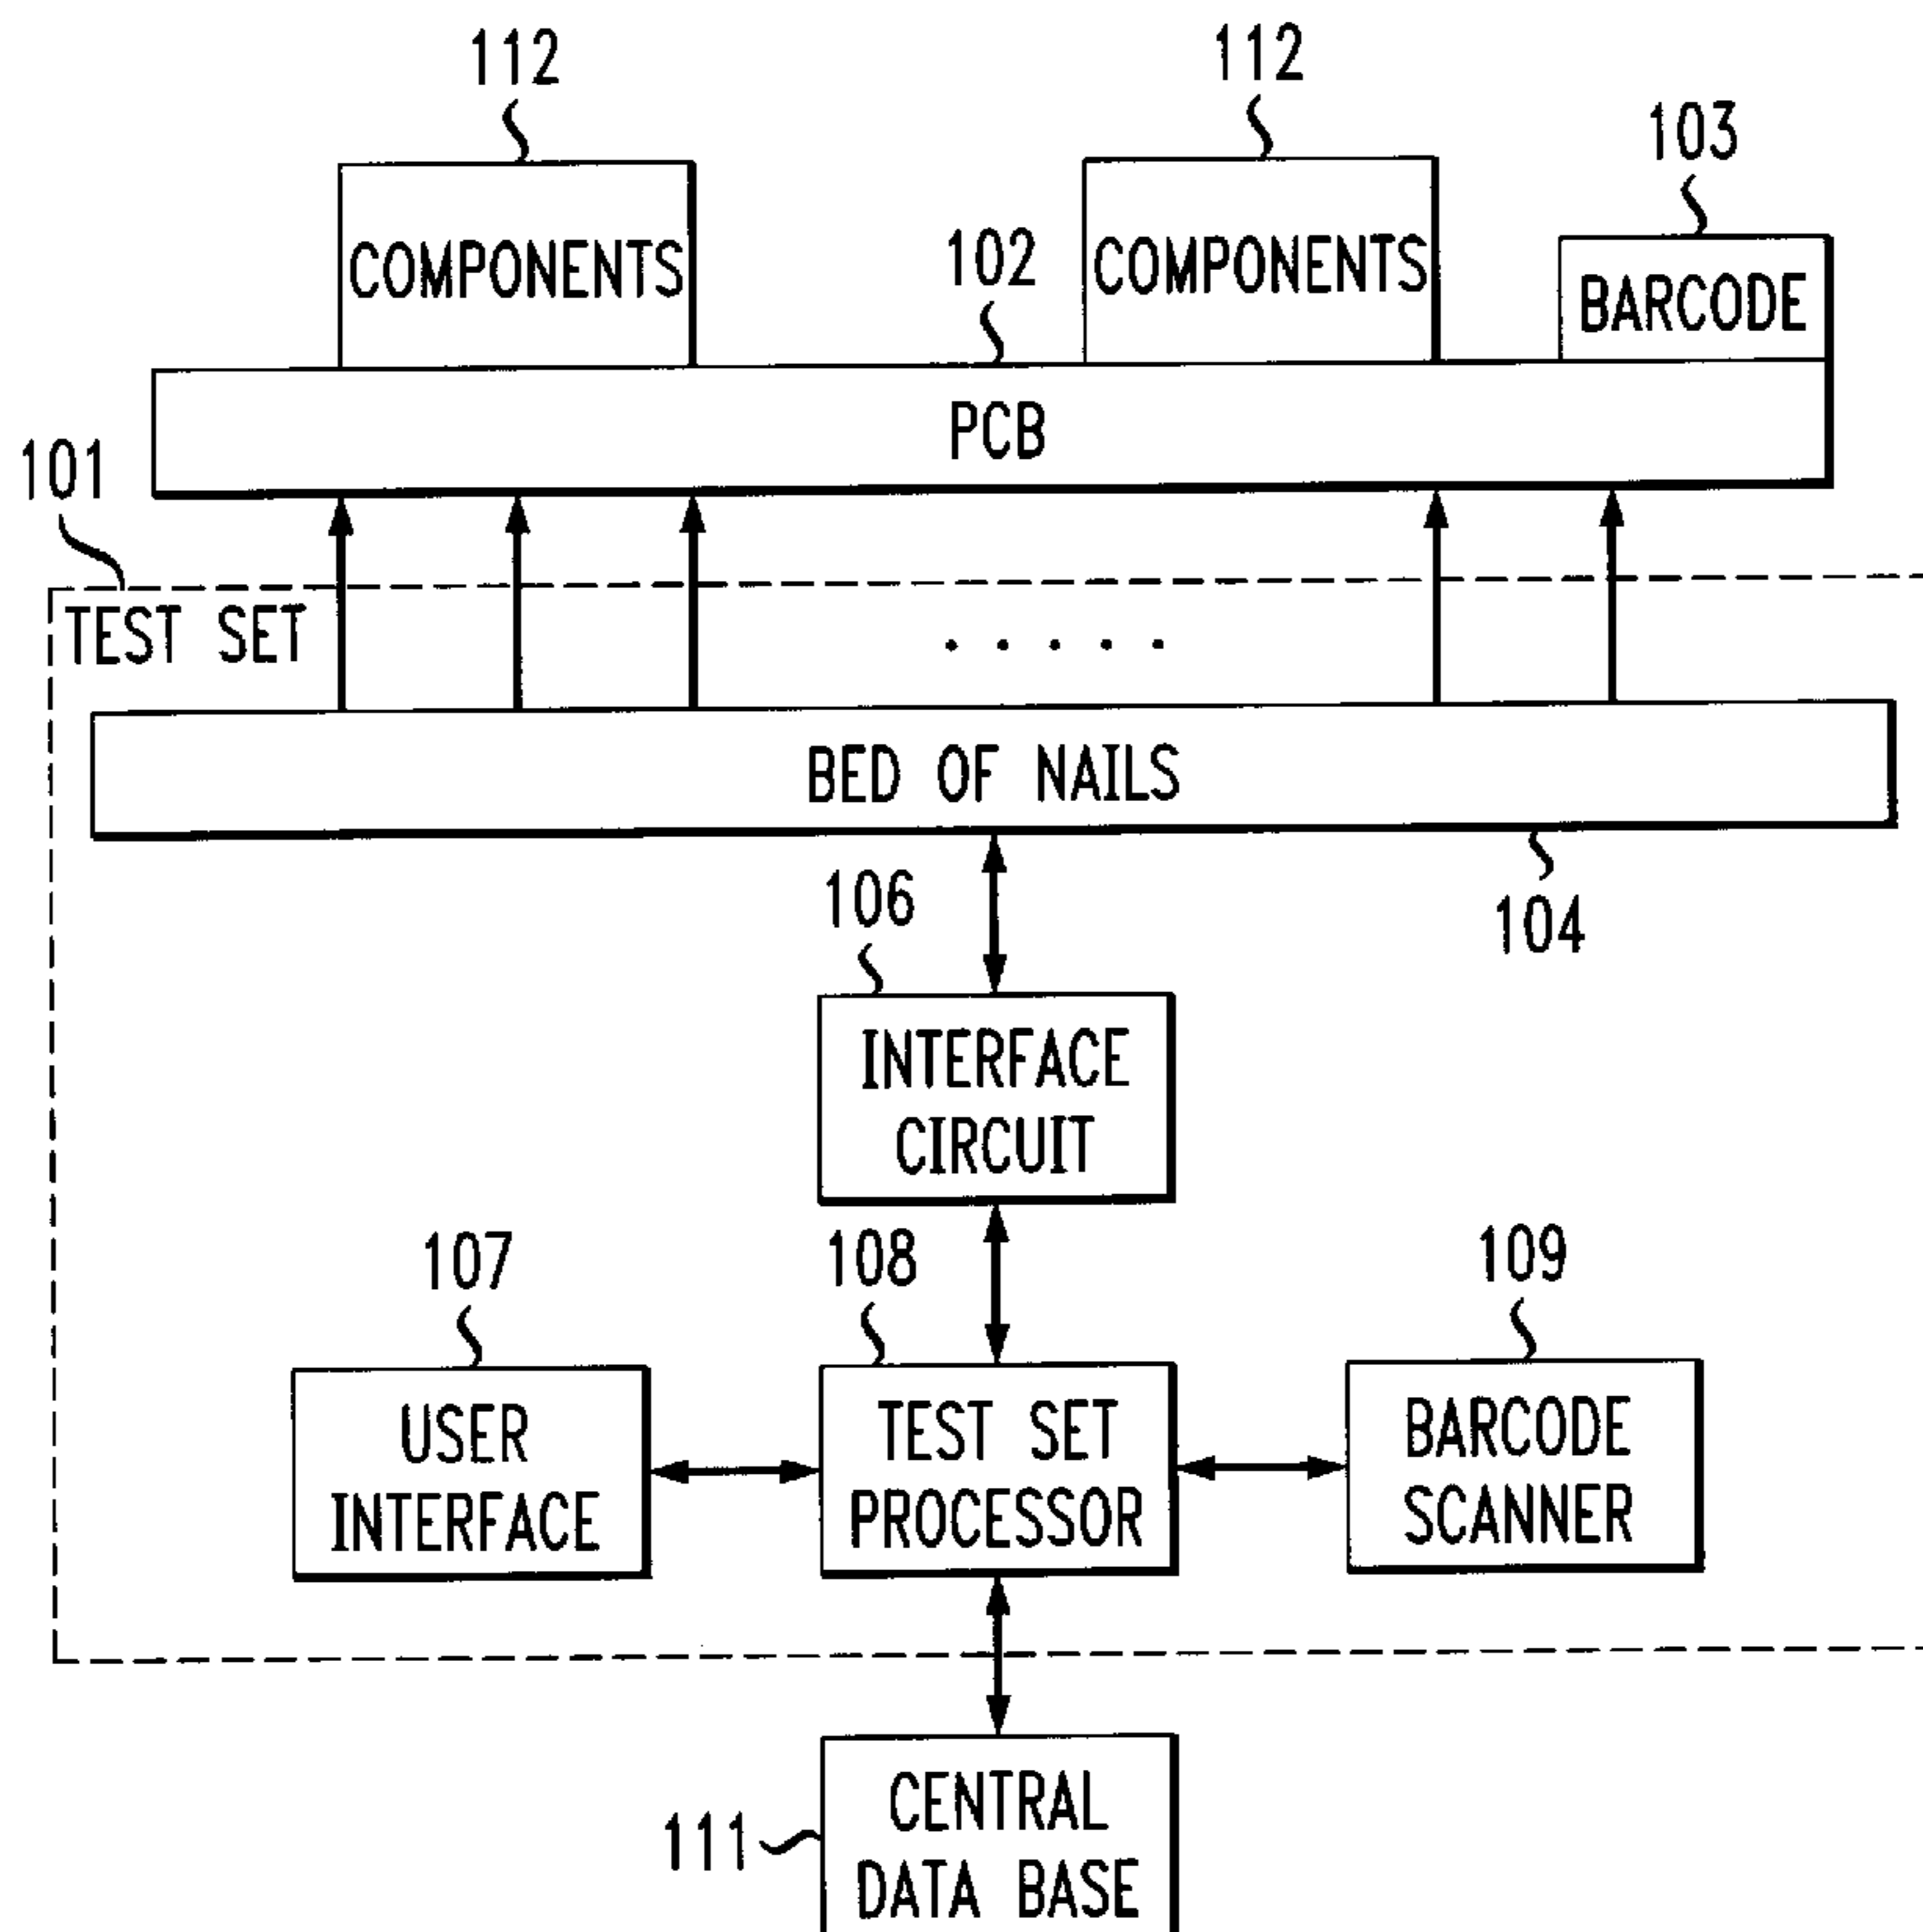 112
112
103
COMPONENTS
102
COMPONENTS
BARCODE
PCB
101
TEST SET
. . . . .
BED OF NAILS
106
104
INTERFACE
CIRCUIT
107
108
109
USER
INTERFACE
TEST SET
PROCESSOR
BARCODE
SCANNER
111
CENTRAL
DATA BASE